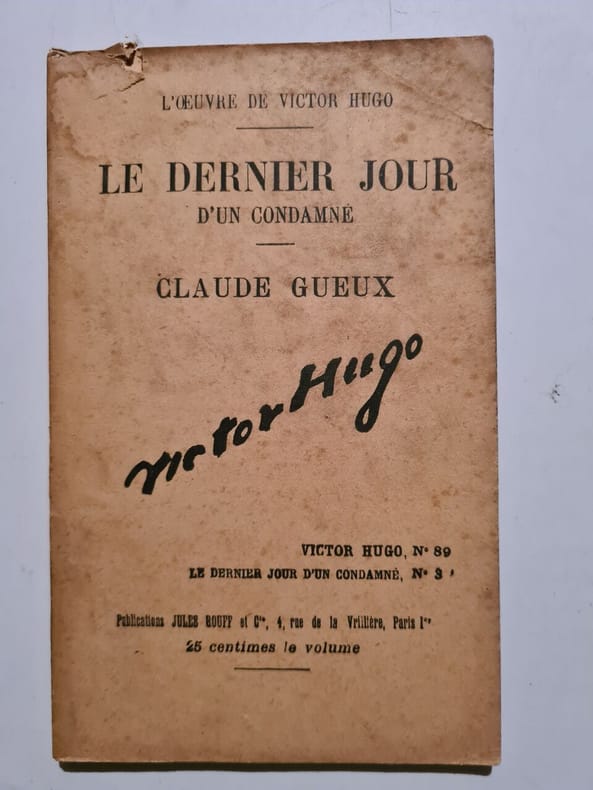 L'ŒUVRE DE VICTOR HUGO
LE DERNIER JOUR
D'UN CONDAMNÉ
CLAUDE GUEUX
Victor Hugo
VICTOR HUGO, N° 89
LE DERNIER JOUR D'UN CONDAMNÉ, N° 3
Publications JULES ROUFF et Cie, 4, rue de la Vrillière, Paris 1er
25 centimes le volume